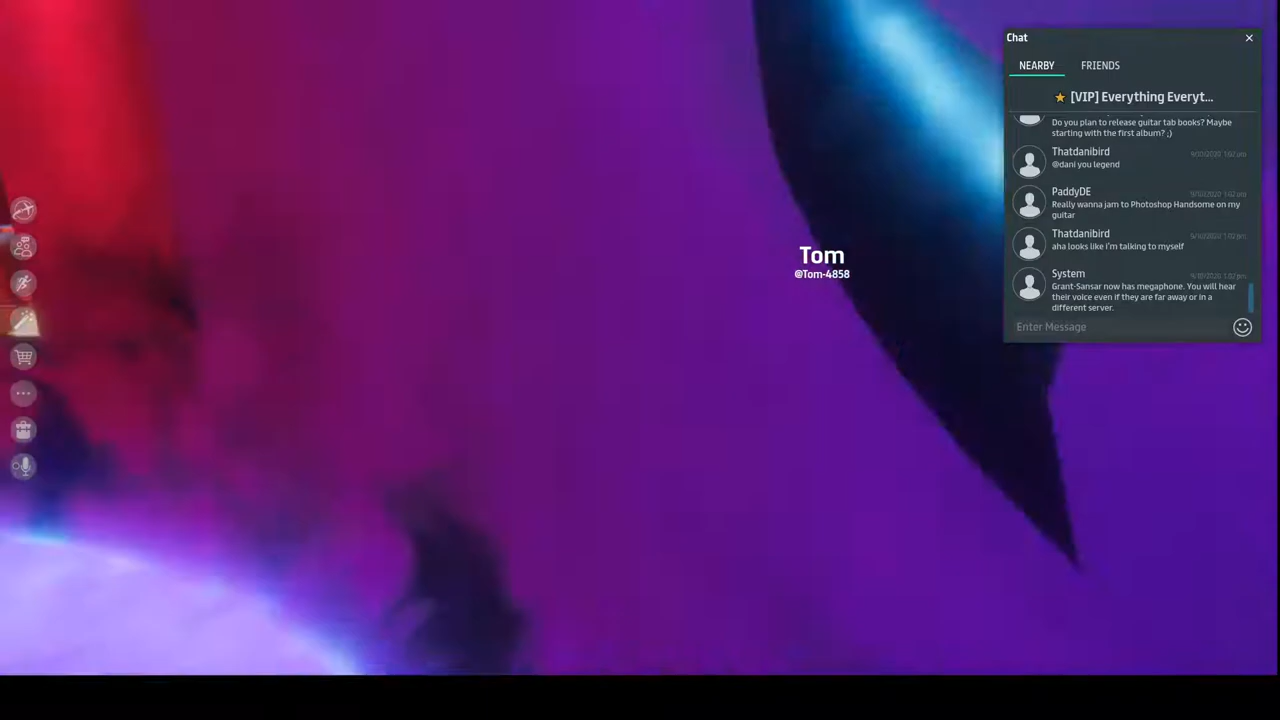 Chat
NEARBY FRIENDS
[VIP] Everything Everyt...
Do you plan to release guitar tab books? Maybe
starting with the first album? ;)
Thatdanibird
@dani you legend
PaddyDE
Really wanna jam to Photoshop Handsome on my
guitar
Thatdanibird
aha looks like i'm talking to myself
System
Grant-Sansar now has megaphone. You will hear
their voice even if they are far away or in a
different server.
Enter Message
Tom
@Tom-4858